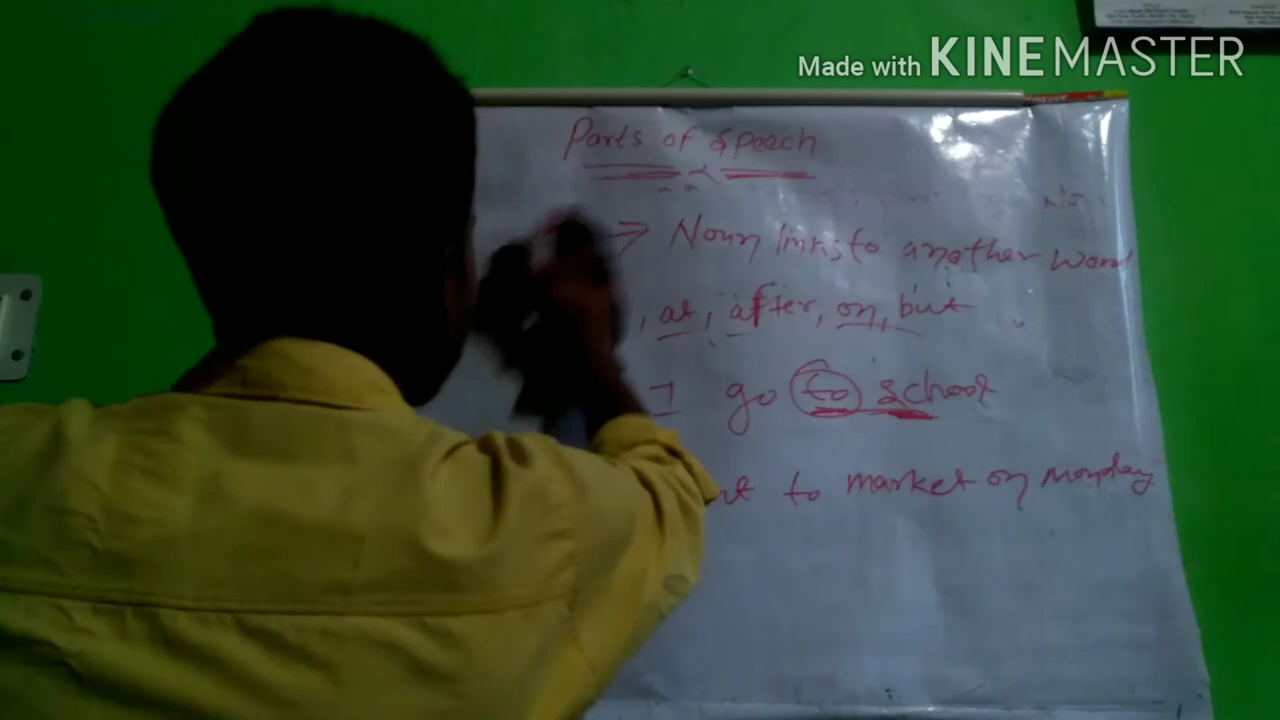 Made with KINEMASTER
Parts of speech
→ Noun links to another word
, at, after, on, but
I go to school
to market on Monday